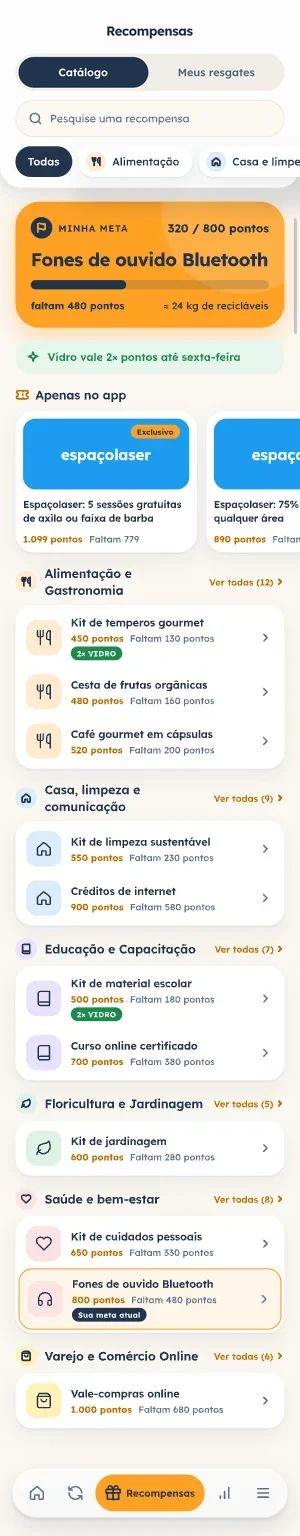 Recompensas
Catálogo
Meus resgates
Pesquise uma recompensa
Todas
Alimentação
Casa e limpe
MINHA META
320 / 800 pontos
Fones de ouvido Bluetooth
faltam 480 pontos
≈ 24 kg de recicláveis
Vidro vale 2× pontos até sexta-feira
Apenas no app
Exclusivo
espaçolaser
espaço
Espaçolaser: 5 sessões gratuitas
de axila ou faixa de barba
1.099 pontos Faltam 779
Espaçolaser: 75%
qualquer área
890 pontos Faltam
Alimentação e
Gastronomia
Ver todas (12)
Kit de temperos gourmet
450 pontos Faltam 130 pontos
2× VIDRO
Cesta de frutas orgânicas
480 pontos Faltam 160 pontos
Café gourmet em cápsulas
520 pontos Faltam 200 pontos
Casa, limpeza e
comunicação
Ver todas (9)
Kit de limpeza sustentável
550 pontos Faltam 230 pontos
Créditos de internet
900 pontos Faltam 580 pontos
Educação e Capacitação
Ver todas (7)
Kit de material escolar
500 pontos Faltam 180 pontos
2× VIDRO
Curso online certificado
700 pontos Faltam 380 pontos
Floricultura e Jardinagem
Ver todas (5)
Kit de jardinagem
600 pontos Faltam 280 pontos
Saúde e bem-estar
Ver todas (8)
Kit de cuidados pessoais
650 pontos Faltam 330 pontos
Fones de ouvido Bluetooth
800 pontos Faltam 480 pontos
Sua meta atual
Varejo e Comércio Online
Ver todas (6)
Vale-compras online
1.000 pontos Faltam 680 pontos
Recompensas